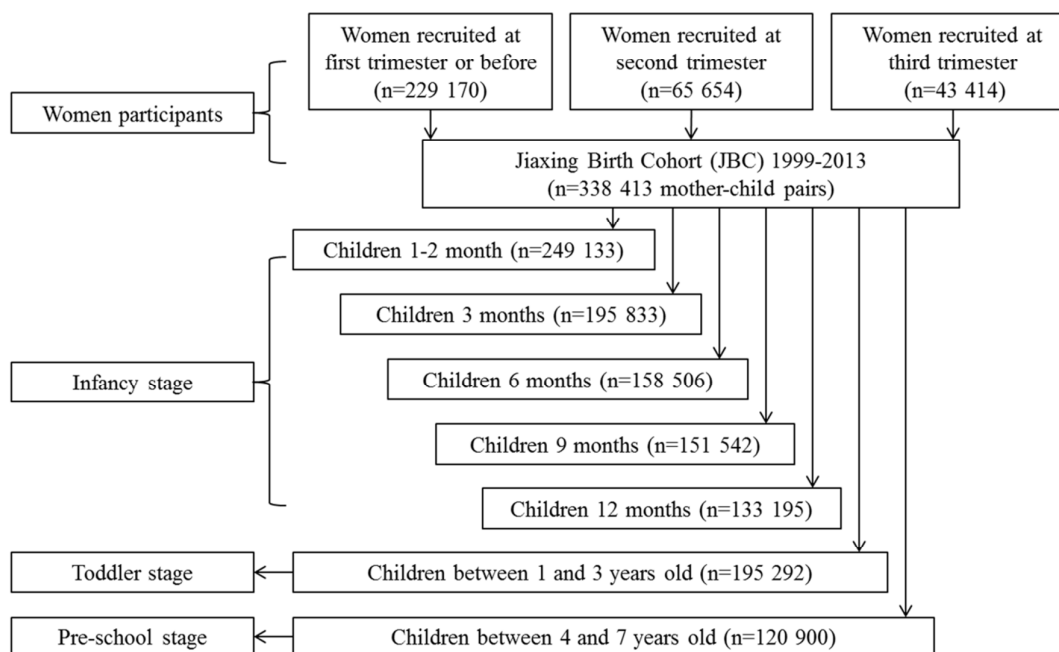 Women recruited at
first trimester or before
(n=229 170)
Women recruited at
second trimester
(n=65 654)
Women recruited at
third trimester
(n=43 414)
Women participants
Jiaxing Birth Cohort (JBC) 1999-2013
(n=338 413 mother-child pairs)
Children 1-2 month (n=249 133)
Children 3 months (n=195 833)
Infancy stage
Children 6 months (n=158 506)
Children 9 months (n=151 542)
Children 12 months (n=133 195)
Toddler stage
Children between 1 and 3 years old (n=195 292)
Pre-school stage
Children between 4 and 7 years old (n=120 900)